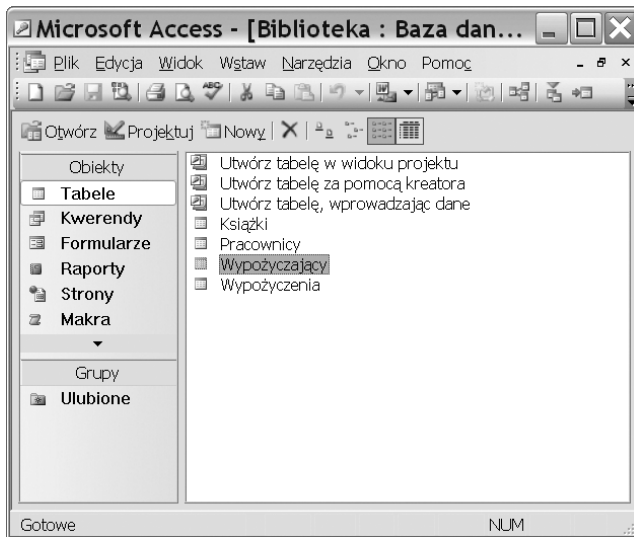 Microsoft Access - [Biblioteka : Baza dan...
Plik Edycja Widok Wstaw Narzędzia Okno Pomoc
Otwórz Projektuj Nowy
Obiekty
Tabele
Kwerendy
Formularze
Raporty
Strony
Makra
Grupy
Ulubione
Utwórz tabelę w widoku projektu
Utwórz tabelę za pomocą kreatora
Utwórz tabelę, wprowadzając dane
Książki
Pracownicy
Wypożyczający
Wypożyczenia
Gotowe NUM